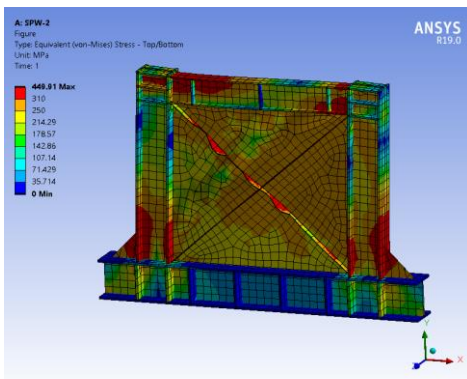 A: SPW-2
Figure
Type: Equivalent (von-Mises) Stress - Top/Bottom
Unit: MPa
Time: 1
ANSYS
R19.0
446.91 Max
310
250
214.29
178.57
142.86
107.14
71.429
35.714
0 Min
Y
X